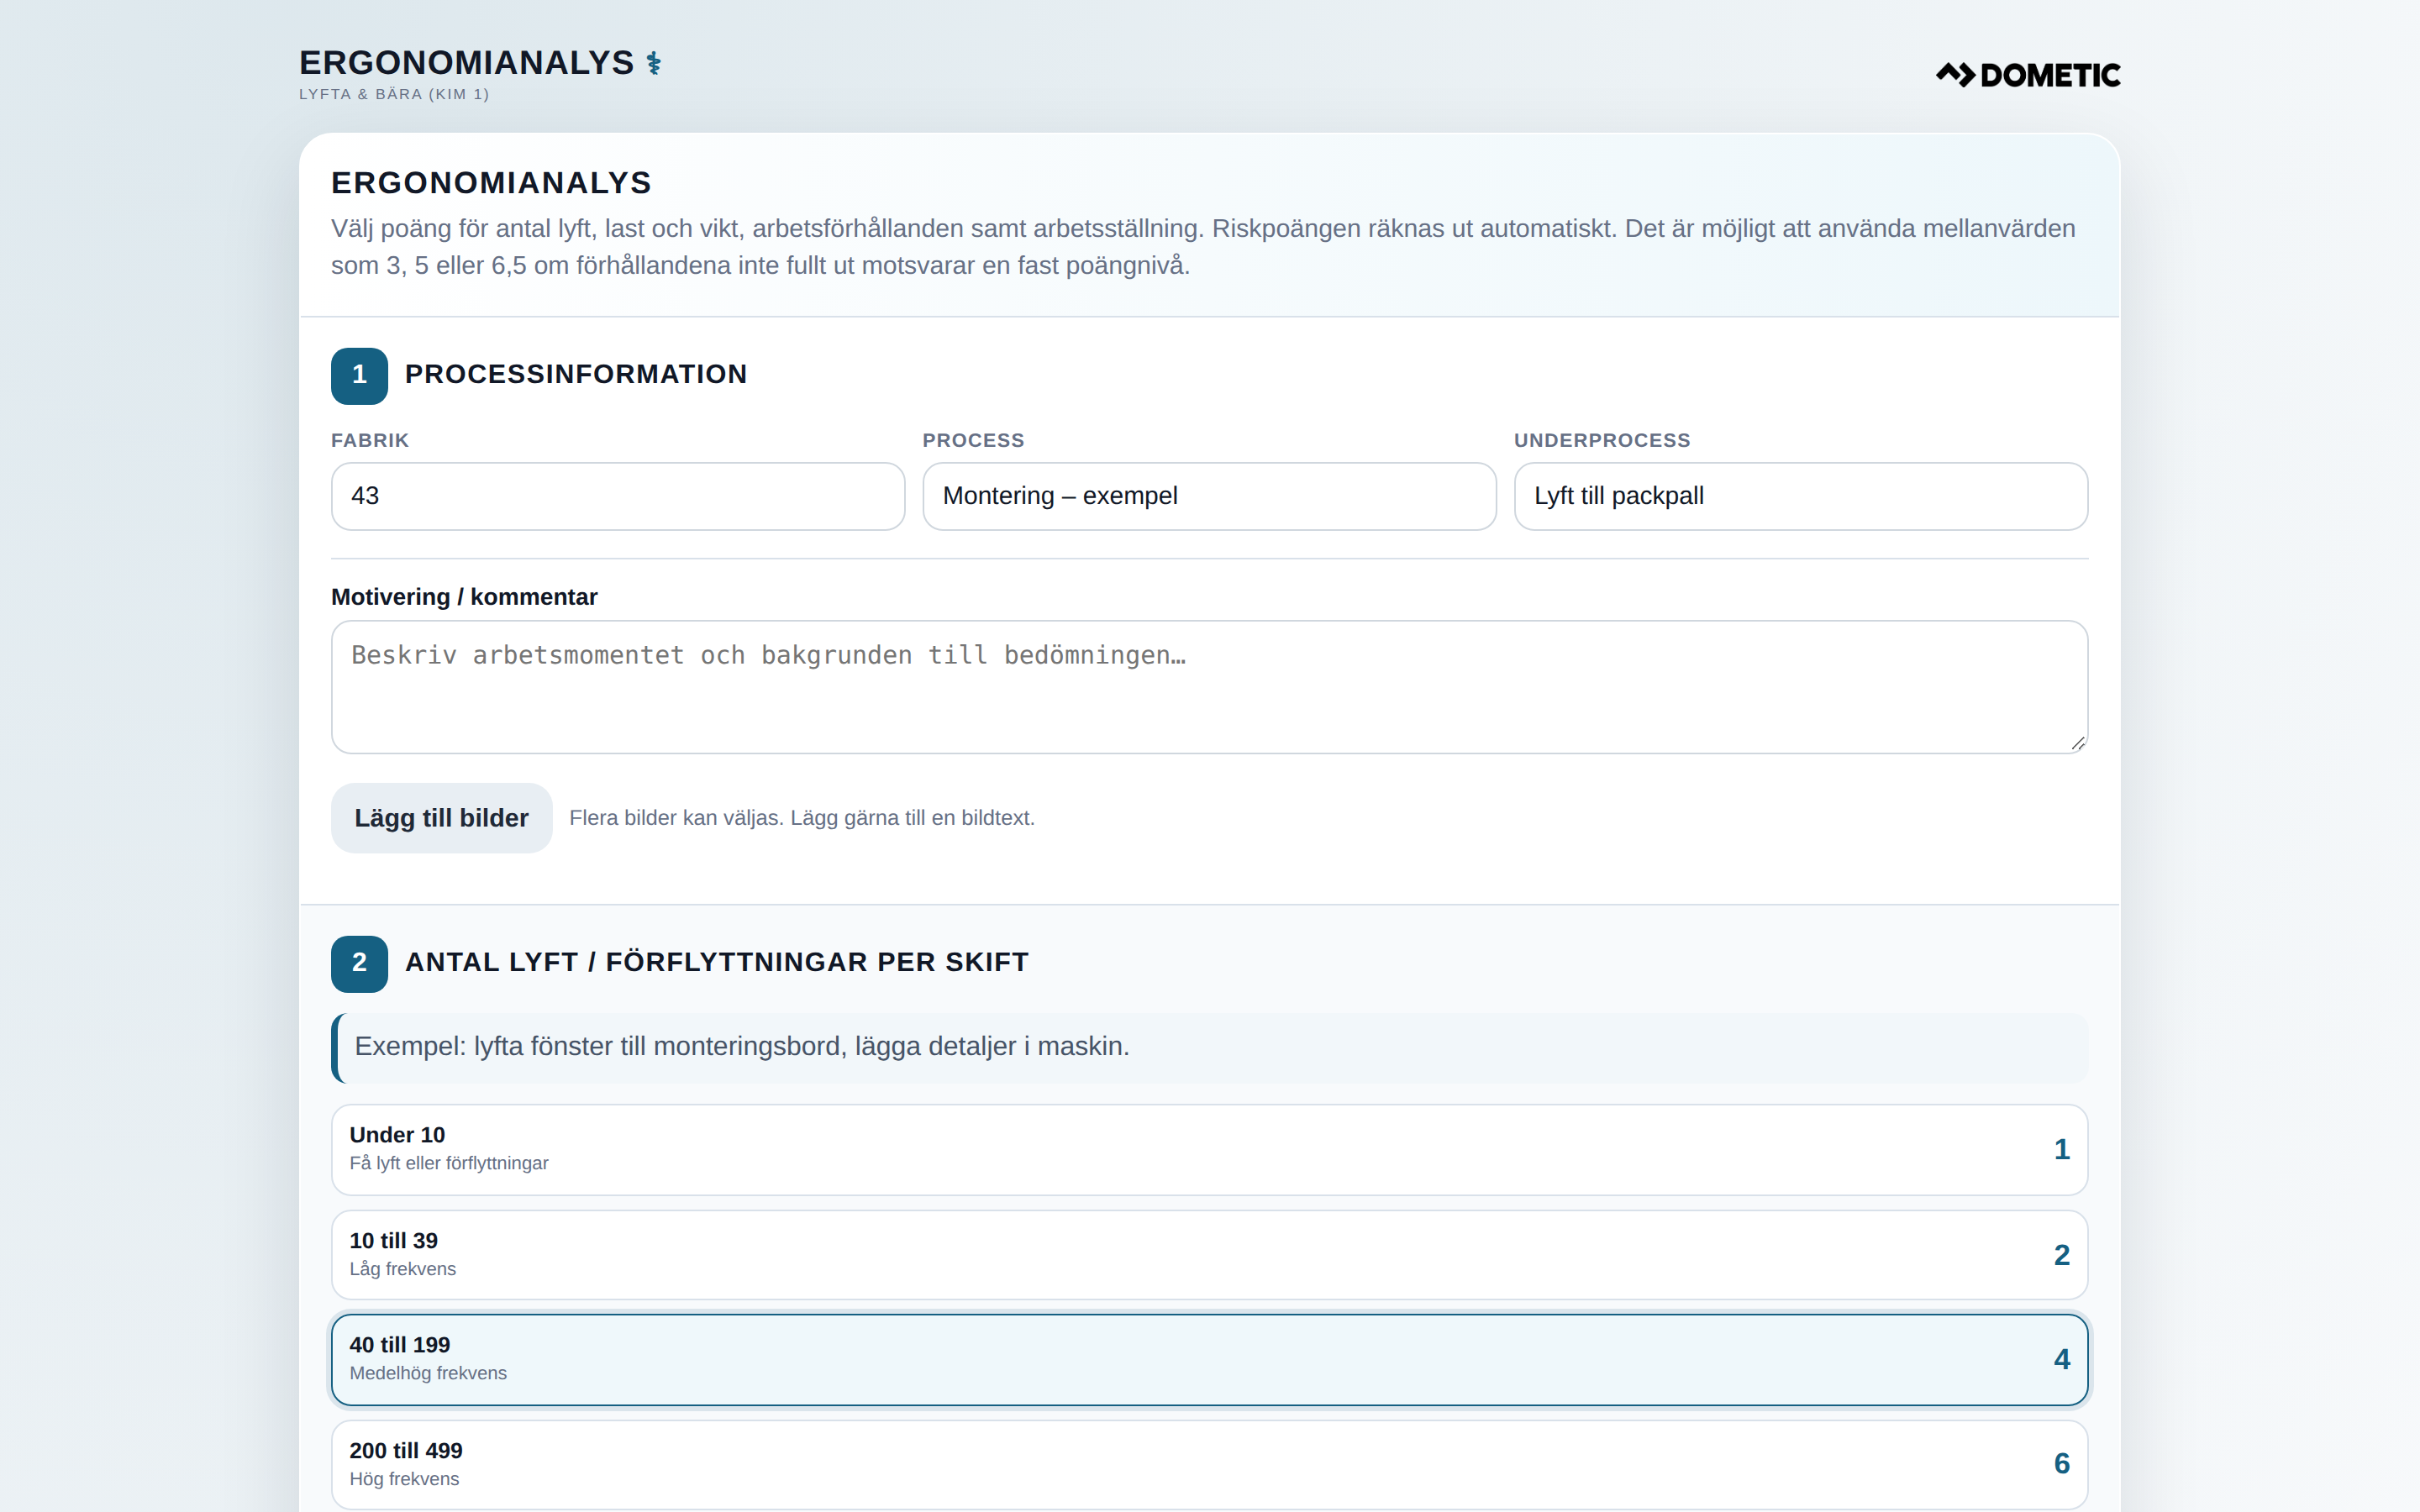 ERGONOMIANALYS
LYFTA & BÄRA (KIM 1)
DOMETIC
ERGONOMIANALYS
Välj poäng för antal lyft, last och vikt, arbetsförhållanden samt arbetsställning. Riskpoängen räknas ut automatiskt. Det är möjligt att använda mellanvärden
som 3, 5 eller 6,5 om förhållandena inte fullt ut motsvarar en fast poängnivå.
1 PROCESSINFORMATION
FABRIK PROCESS UNDERPROCESS
43 Montering – exempel Lyft till packpall
Motivering / kommentar
Beskriv arbetsmomentet och bakgrunden till bedömningen…
Lägg till bilder Flera bilder kan väljas. Lägg gärna till en bildtext.
2 ANTAL LYFT / FÖRFLYTTNINGAR PER SKIFT
Exempel: lyfta fönster till monteringsbord, lägga detaljer i maskin.
Under 10
Få lyft eller förflyttningar
1
10 till 39
Låg frekvens
2
40 till 199
Medelhög frekvens
4
200 till 499
Hög frekvens
6